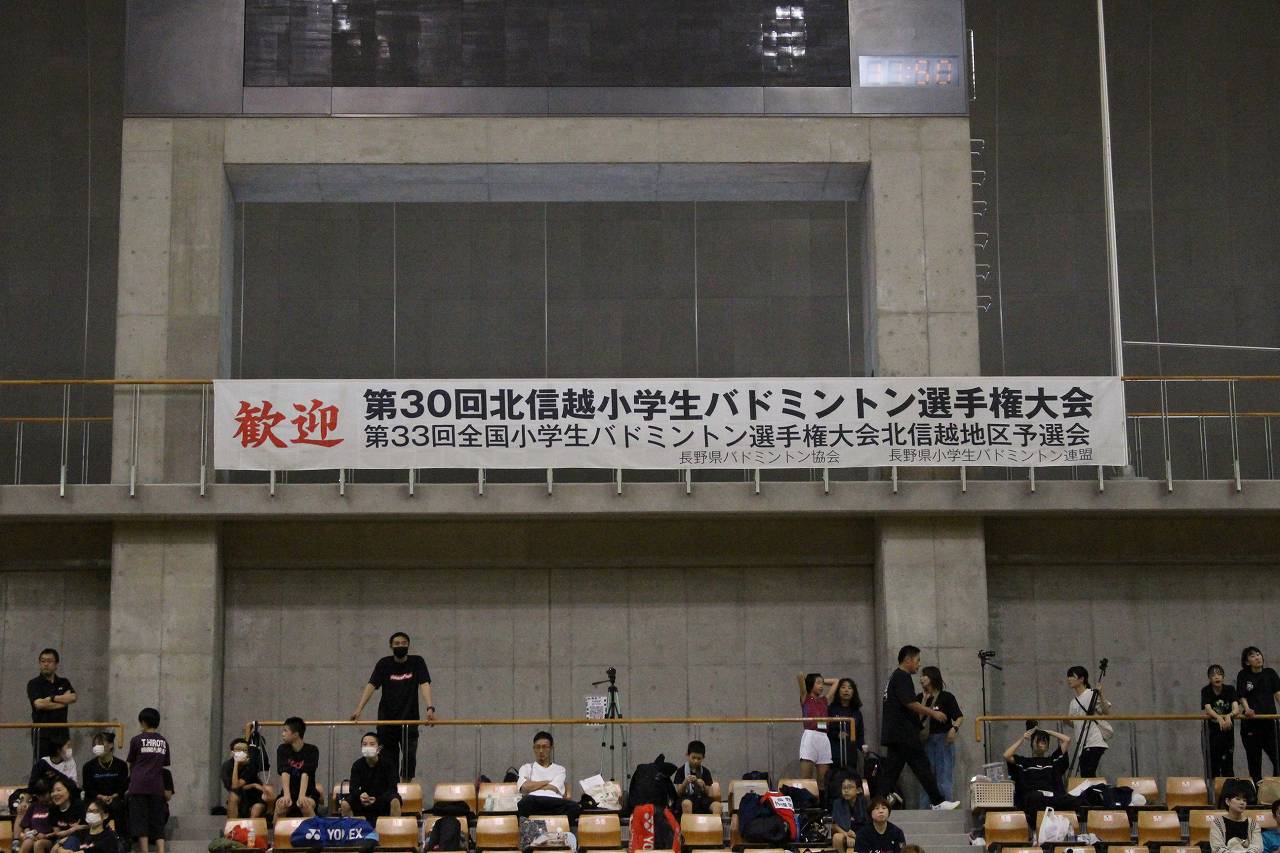 歓迎
第30回北信越小学生バドミントン選手権大会
第33回全国小学生バドミントン選手権大会北信越地区予選会
長野県バドミントン協会 長野県小学生バドミントン連盟
T.HIROTO
YONEX